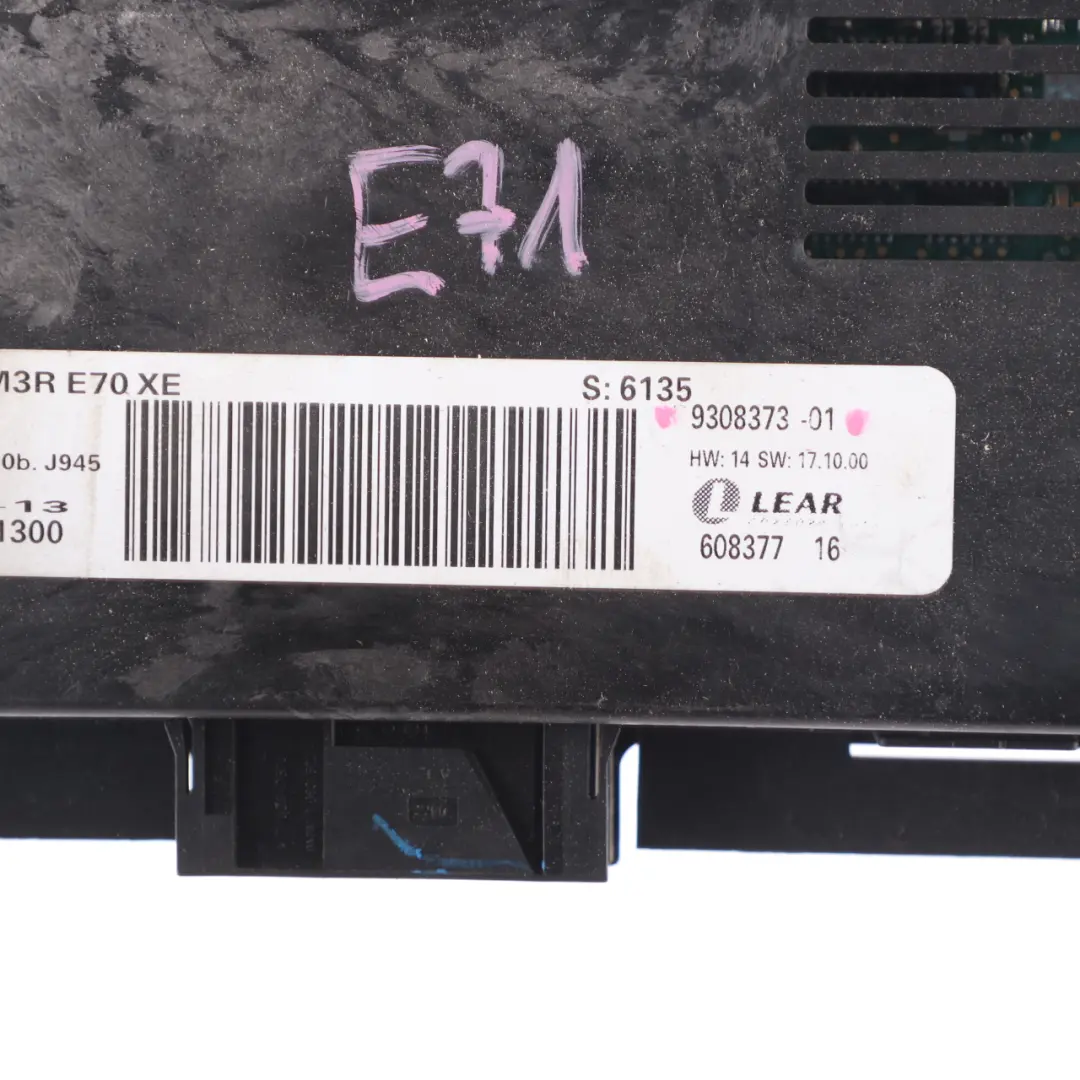 E71
M3R E70 XE S: 6135
9308373 -01
0b. J945
HW: 14 SW: 17.10.00
13
LEAR
1300
608377 16